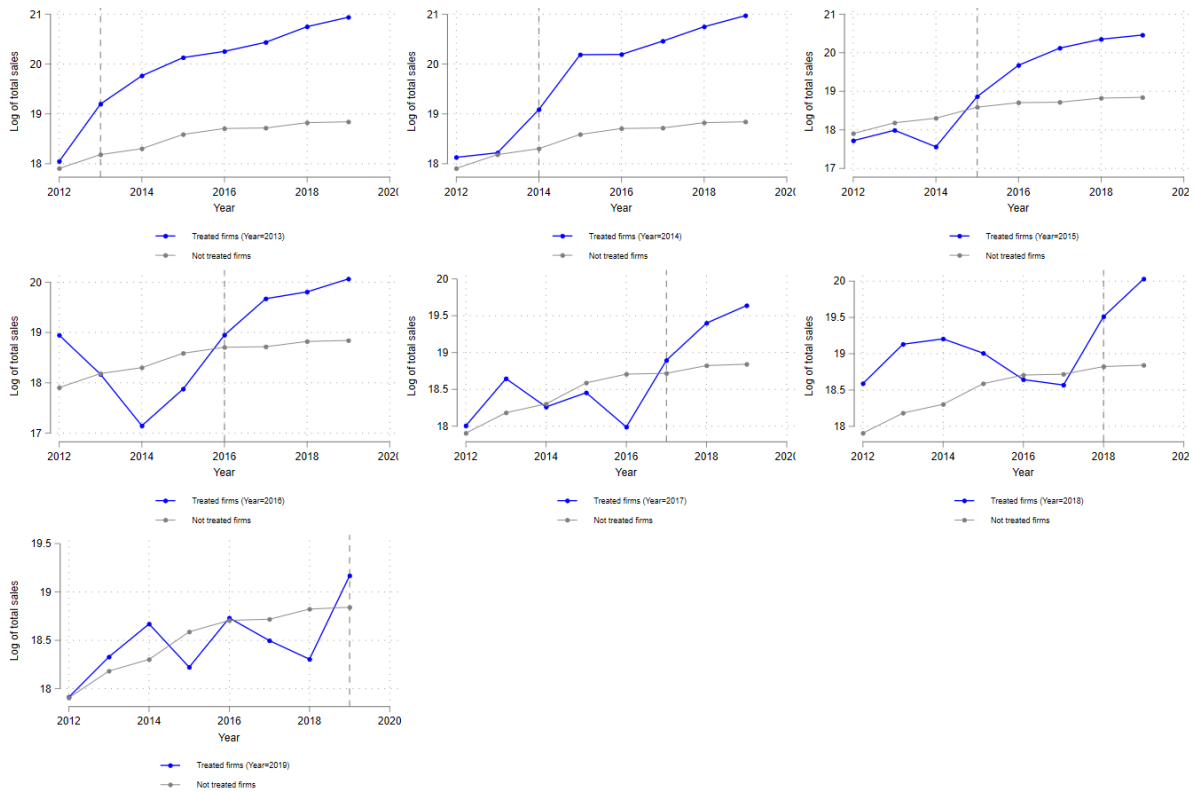 Log of total sales
21
20
19
18
2012 2014 2016 2018 2020
Year
Treated firms (Year=2013)
Not treated firms
Log of total sales
21
20
19
18
2012 2014 2016 2018 2020
Year
Treated firms (Year=2014)
Not treated firms
Log of total sales
21
20
19
18
17
2012 2014 2016 2018 202
Year
Treated firms (Year=2015)
Not treated firms
Log of total sales
20
19
18
17
2012 2014 2016 2018 2020
Year
Treated firms (Year=2016)
Not treated firms
Log of total sales
20
19.5
19
18.5
18
2012 2014 2016 2018 2020
Year
Treated firms (Year=2017)
Not treated firms
Log of total sales
20
19.5
19
18.5
18
2012 2014 2016 2018 202
Year
Treated firms (Year=2018)
Not treated firms
Log of total sales
19.5
19
18.5
18
2012 2014 2016 2018 2020
Year
Treated firms (Year=2019)
Not treated firms